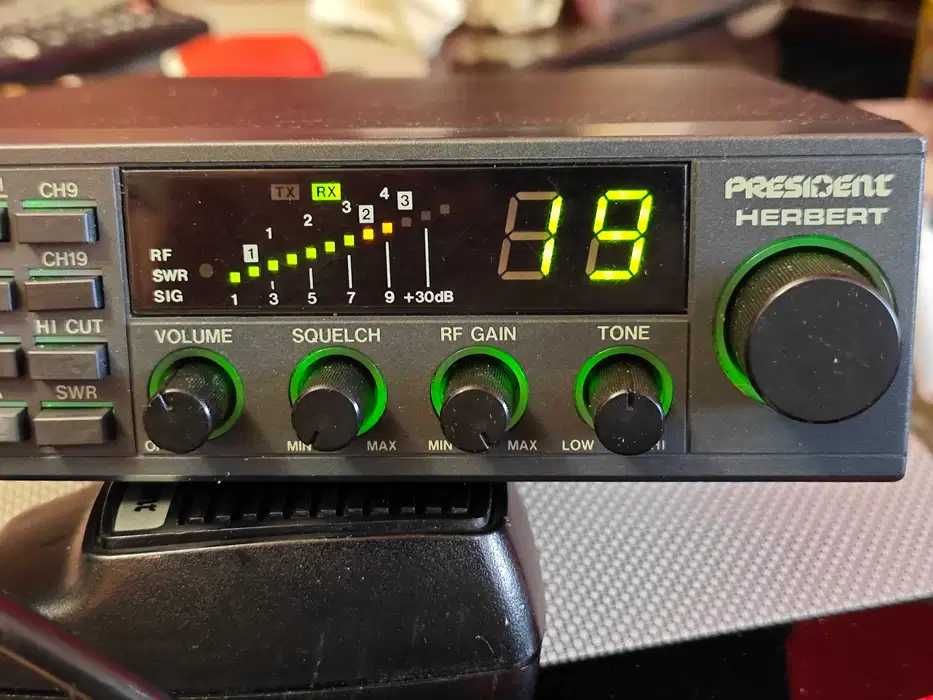 CH9
CH19
HI CUT
SWR
TX RX
1 1 2 3 2 4 3
RF
SWR
SIG
1 3 5 7 9 +30dB
19
PRESIDENT
HERBERT
VOLUME SQUELCH RF GAIN TONE
MIN MAX MIN MAX LOW